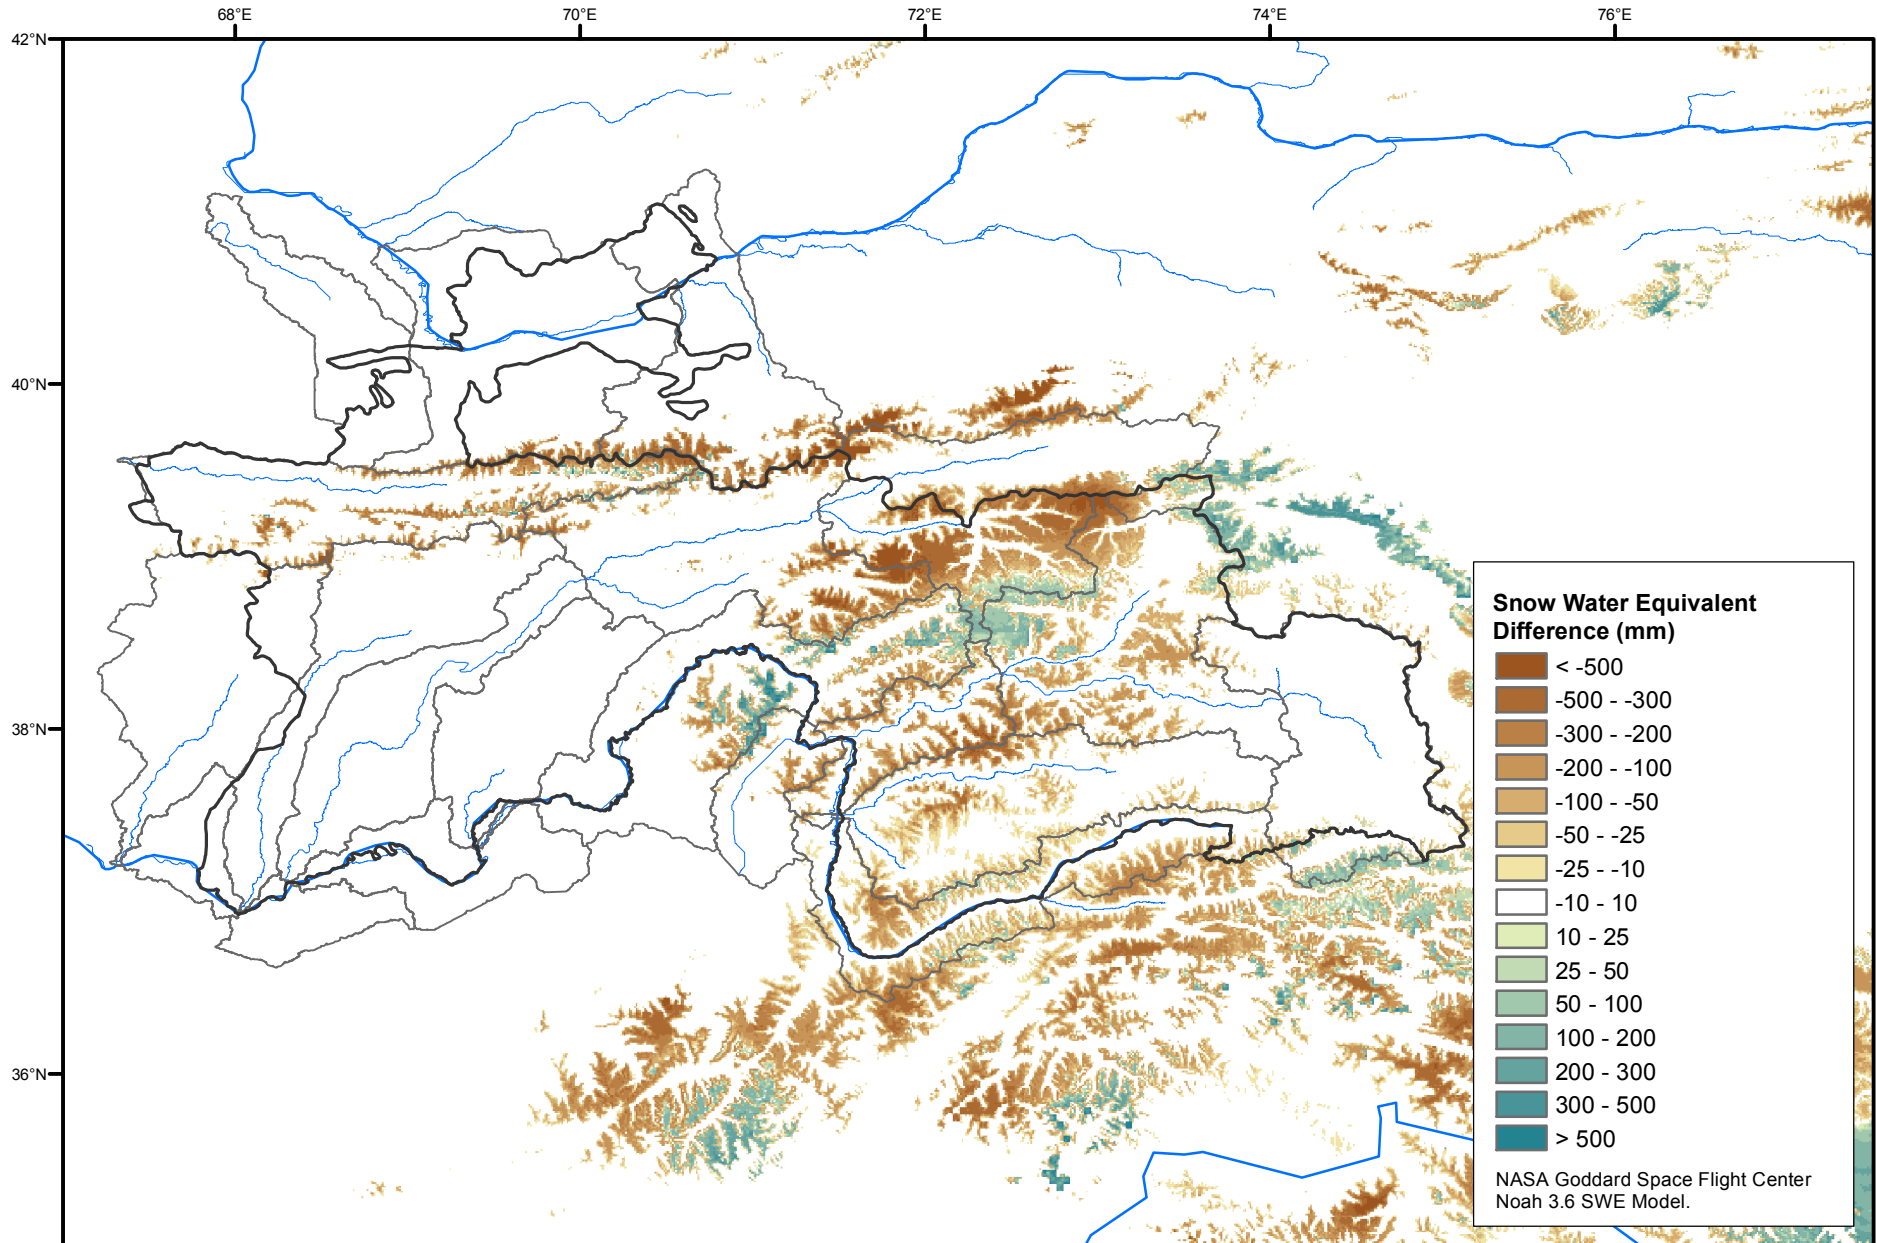 68°E 70°E 72°E 74°E 76°E
42°N
40°N
38°N
36°N
Snow Water Equivalent
Difference (mm)
< -500
-500 - -300
-300 - -200
-200 - -100
-100 - -50
-50 - -25
-25 - -10
-10 - 10
10 - 25
25 - 50
50 - 100
100 - 200
200 - 300
300 - 500
> 500
NASA Goddard Space Flight Center
Noah 3.6 SWE Model.